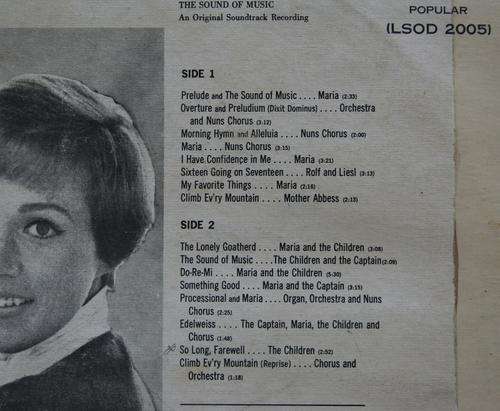 THE SOUND OF MUSIC
An Original Soundtrack Recording
POPULAR
(LSOD 2005)
SIDE 1
Prelude and The Sound of Music . . . . Maria (2:33)
Overture and Preludium (Dixit Dominus) . . . . Orchestra
and Nuns Chorus (3:12)
Morning Hymn and Alleluia . . . . Nuns Chorus (2:00)
Maria . . . . Nuns Chorus (3:15)
I Have Confidence in Me . . . . Maria (3:21)
Sixteen Going on Seventeen . . . . Rolf and Liesl (3:13)
My Favorite Things . . . . Maria (2:16)
Climb Ev'ry Mountain . . . . Mother Abbess (2:13)
SIDE 2
The Lonely Goatherd . . . . Maria and the Children (3:08)
The Sound of Music . . . .The Children and the Captain (2:09)
Do-Re-Mi . . . . Maria and the Children (5:30)
Something Good . . . . Maria and the Captain (3:15)
Processional and Maria . . . . Organ, Orchestra and Nuns
Chorus (2:25)
Edelweiss . . . . The Captain, Maria, the Children and
Chorus (1:48)
So Long, Farewell . . . . The Children (2:52)
Climb Ev'ry Mountain (Reprise) . . . . Chorus and
Orchestra (1:18)